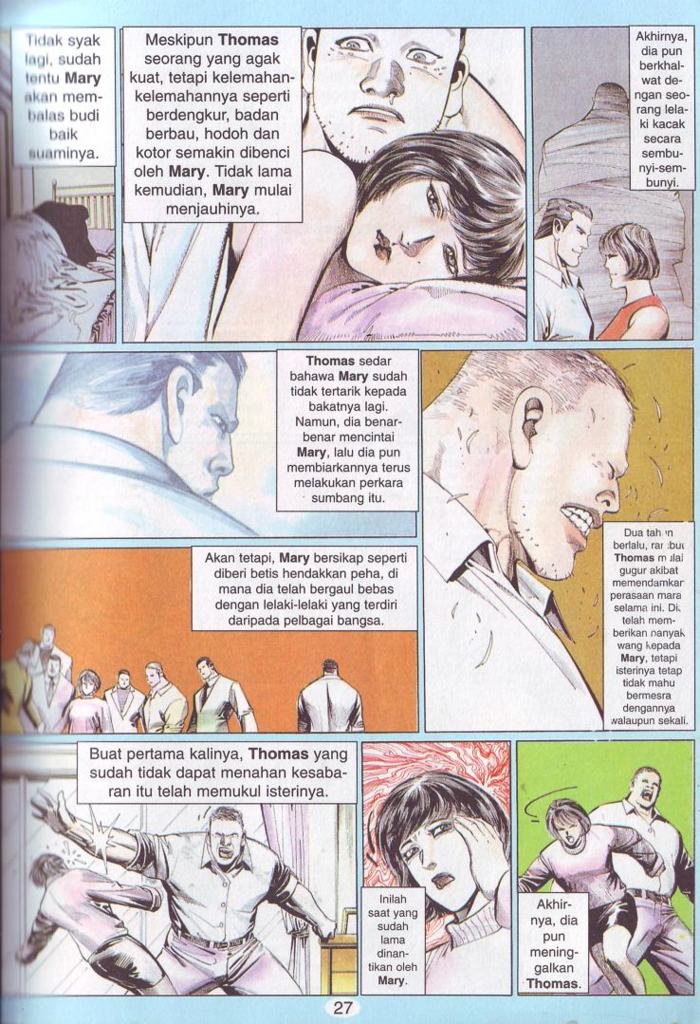 Tidak syak
lagi, sudah
tentu Mary
akan mem-
balas budi
baik
suaminya.
Meskipun Thomas
seorang yang agak
kuat, tetapi kelemahan-
kelemahannya seperti
berdengkur, badan
berbau, hodoh dan
kotor semakin dibenci
oleh Mary. Tidak lama
kemudian, Mary mulai
menjauhinya.
Akhirnya,
dia pun
berkhal-
wat de-
ngan seo-
rang lela-
ki kacak
secara
sembu-
nyi-sem-
bunyi.
Thomas sedar
bahawa Mary sudah
tidak tertarik kepada
bakatnya lagi.
Namun, dia benar-
benar mencintai
Mary, lalu dia pun
membiarkannya terus
melakukan perkara
sumbang itu.
Dua tahun
berlalu, rambut
Thomas mulai
gugur akibat
memendamkan
perasaan mara
selama ini. Di
telah mem-
berikan banyak
wang kepada
Mary, tetapi
isterinya tetap
tidak mahu
bermesra
dengannya
walaupun sekali.
Akan tetapi, Mary bersikap seperti
diberi betis hendakkan peha, di
mana dia telah bergaul bebas
dengan lelaki-lelaki yang terdiri
daripada pelbagai bangsa.
Buat pertama kalinya, Thomas yang
sudah tidak dapat menahan kesaba-
ran itu telah memukul isterinya.
Inilah
saat yang
sudah
lama
dinan-
tikan oleh
Mary.
Akhir-
nya, dia
pun
mening-
galkan
Thomas.
27